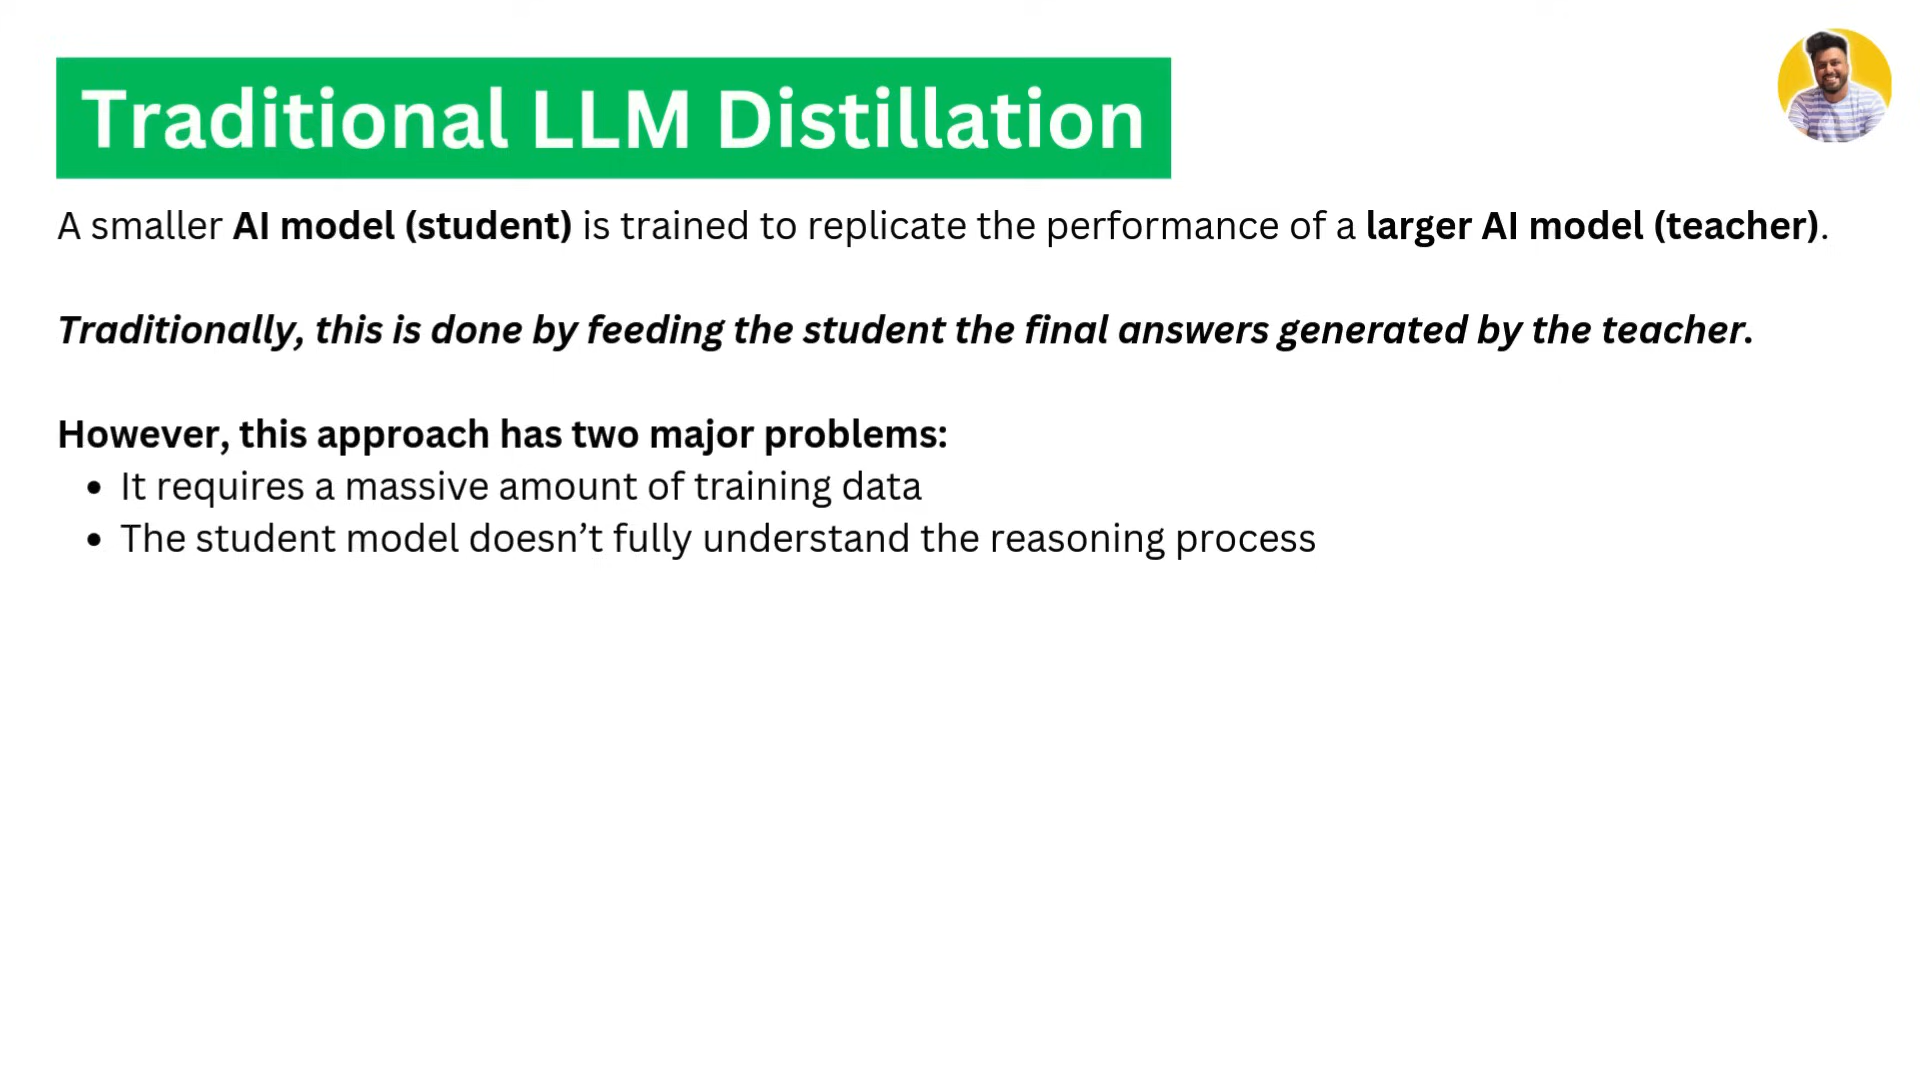 Traditional LLM Distillation
A smaller AI model (student) is trained to replicate the performance of a larger AI model (teacher).
Traditionally, this is done by feeding the student the final answers generated by the teacher.
However, this approach has two major problems:
• It requires a massive amount of training data
• The student model doesn’t fully understand the reasoning process